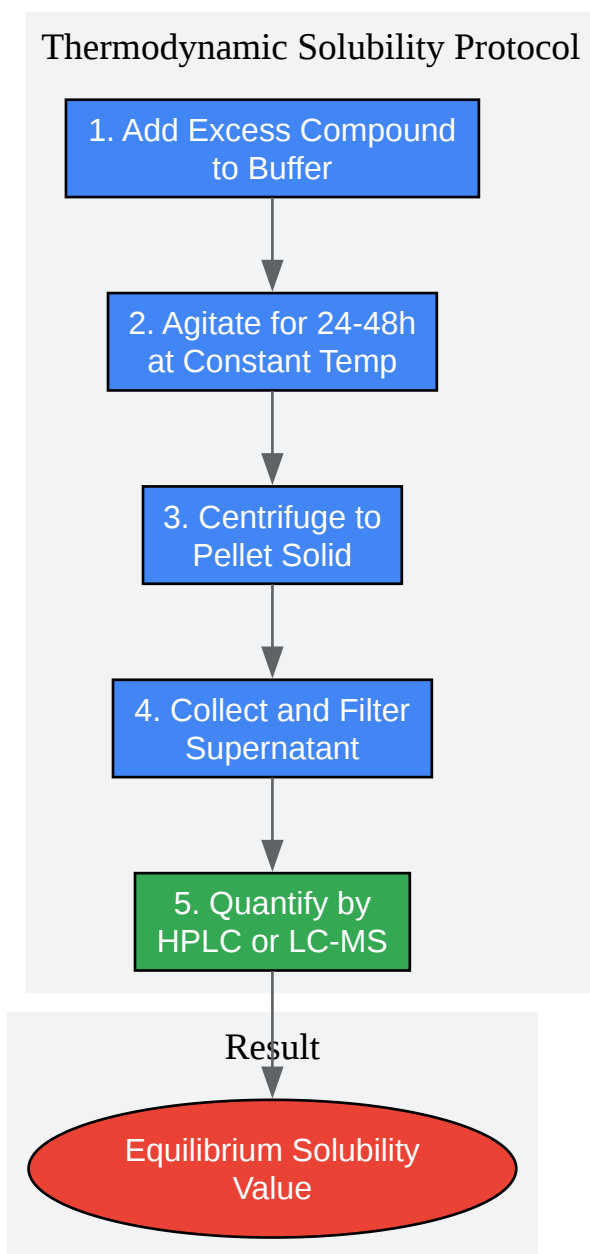 Thermodynamic Solubility Protocol
1. Add Excess Compound
to Buffer
2. Agitate for 24-48h
at Constant Temp
3. Centrifuge to
Pellet Solid
4. Collect and Filter
Supernatant
5. Quantify by
HPLC or LC-MS
Result
Equilibrium Solubility
Value